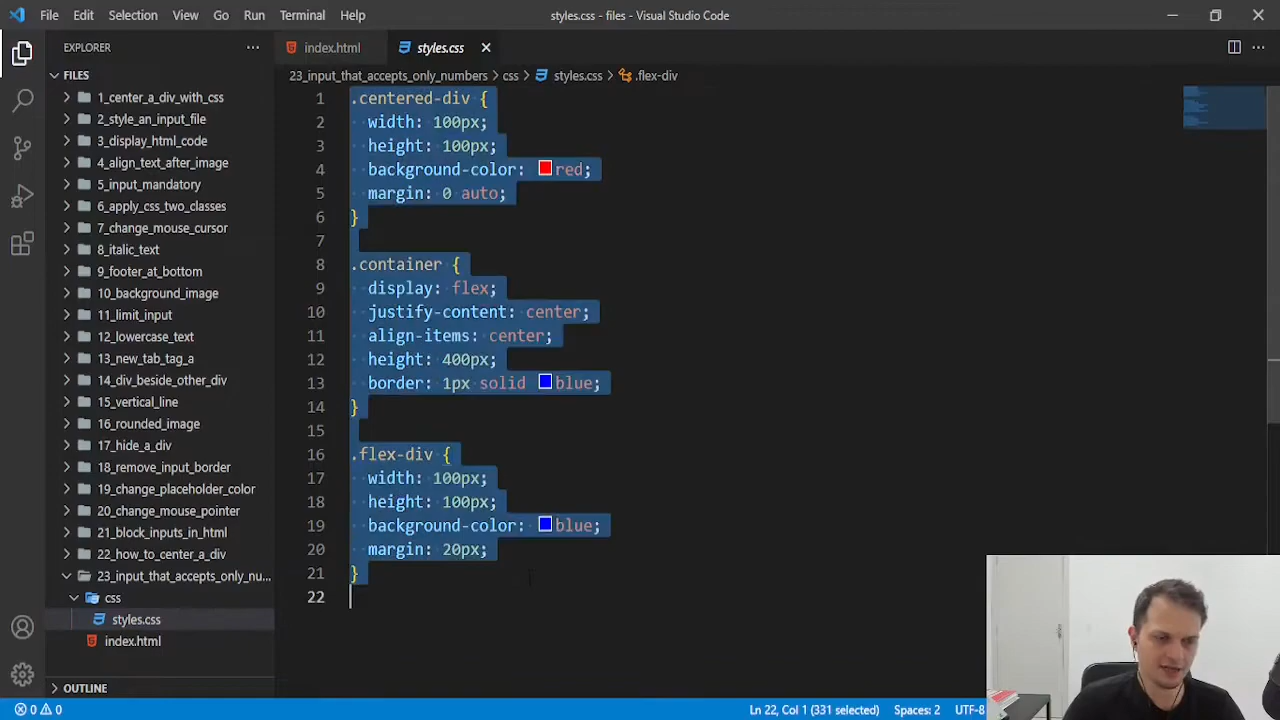 File Edit Selection View Go Run Terminal Help
styles.css - files - Visual Studio Code
EXPLORER
index.html
styles.css
23_input_that_accepts_only_numbers > css > styles.css > .flex-div
FILES
1_center_a_div_with_css
2_style_an_input_file
3_display_html_code
4_align_text_after_image
5_input_mandatory
6_apply_css_two_classes
7_change_mouse_cursor
8_italic_text
9_footer_at_bottom
10_background_image
11_limit_input
12_lowercase_text
13_new_tab_tag_a
14_div_beside_other_div
15_vertical_line
16_rounded_image
17_hide_a_div
18_remove_input_border
19_change_placeholder_color
20_change_mouse_pointer
21_block_inputs_in_html
22_how_to_center_a_div
23_input_that_accepts_only_nu...
css
styles.css
index.html
OUTLINE
1 .centered-div {
2 width: 100px;
3 height: 100px;
4 background-color: red;
5 margin: 0 auto;
6 }
7
8 .container {
9 display: flex;
10 justify-content: center;
11 align-items: center;
12 height: 400px;
13 border: 1px solid blue;
14 }
15
16 .flex-div {
17 width: 100px;
18 height: 100px;
19 background-color: blue;
20 margin: 20px;
21 }
22
0 0
Ln 22, Col 1 (331 selected) Spaces: 2 UTF-8